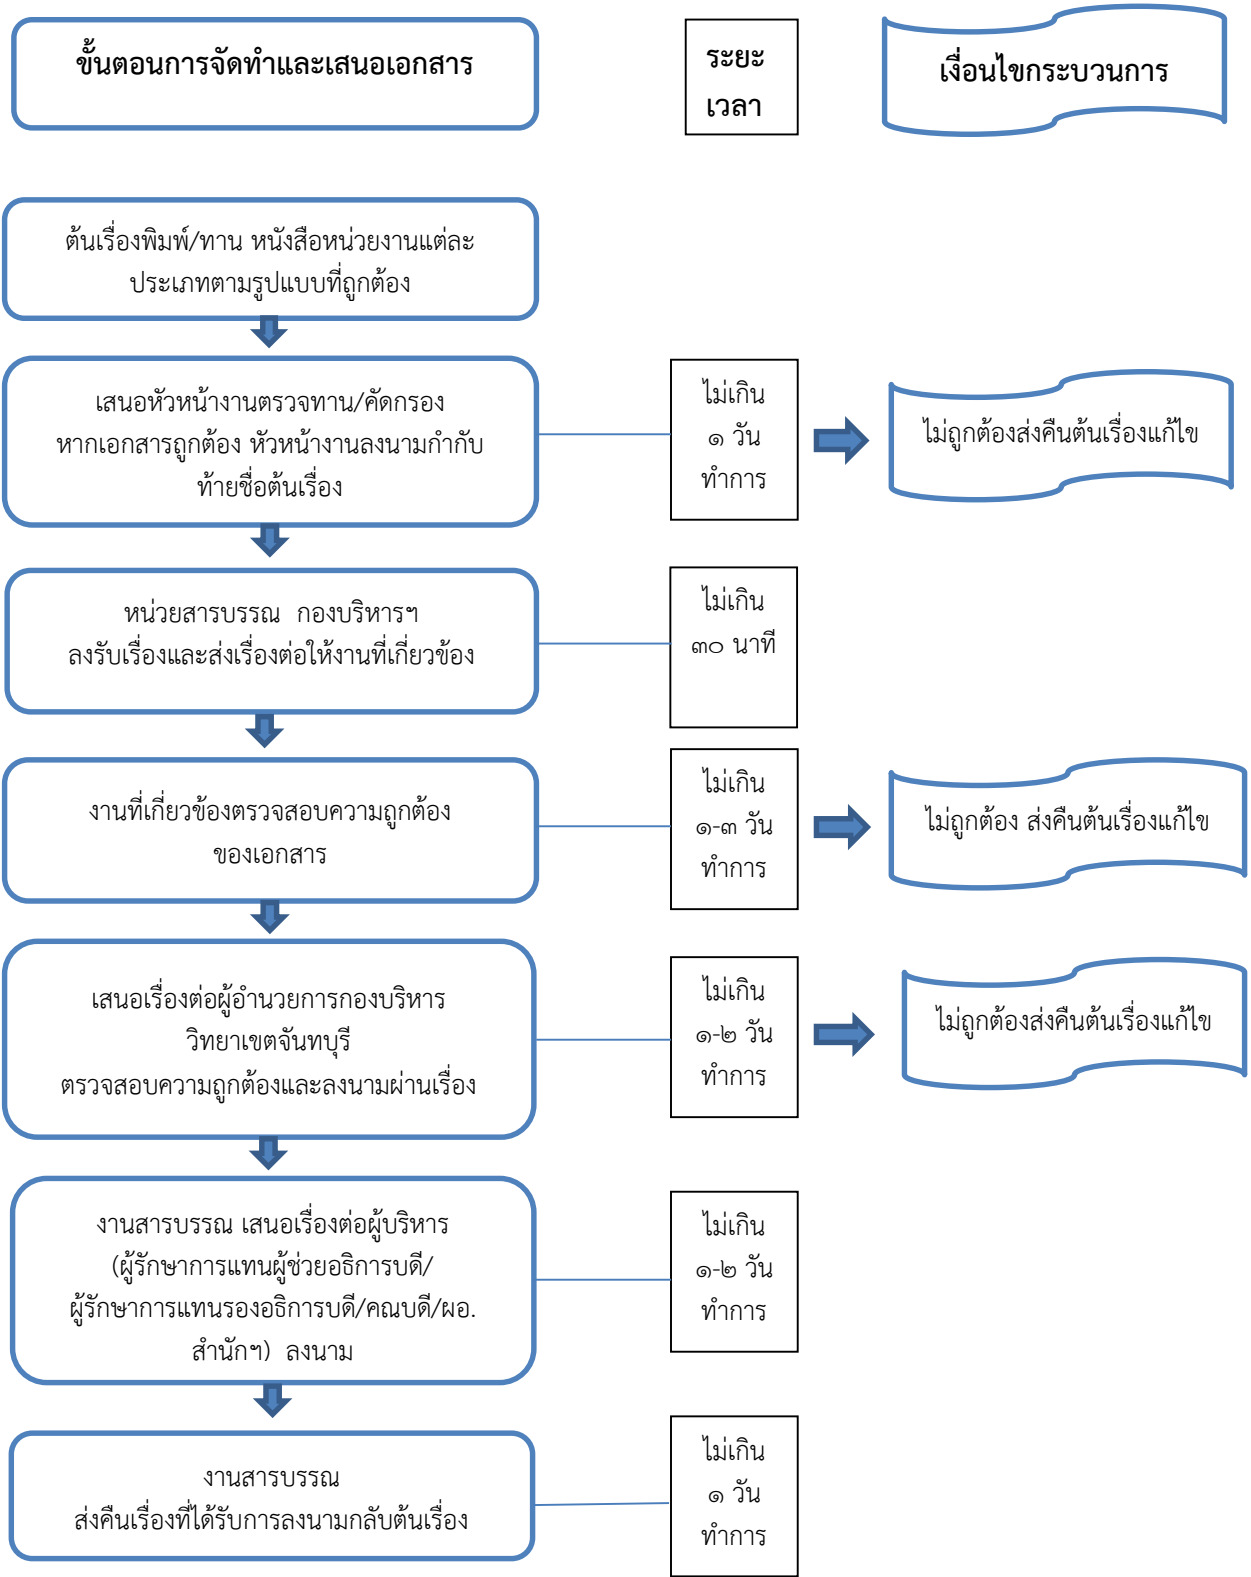 ขั้นตอนการจัดทำและเสนอเอกสาร
ระยะ
เวลา
เงื่อนไขกระบวนการ
ต้นเรื่องพิมพ์/ทาน หนังสือหน่วยงานแต่ละ
ประเภทตามรูปแบบที่ถูกต้อง
เสนอหัวหน้างานตรวจทาน/คัดกรอง
หากเอกสารถูกต้อง หัวหน้างานลงนามกำกับ
ท้ายชื่อต้นเรื่อง
ไม่เกิน
๑ วัน
ทำการ
ไม่ถูกต้องส่งคืนต้นเรื่องแก้ไข
หน่วยสารบรรณ กองบริหารฯ
ลงรับเรื่องและส่งเรื่องต่อให้งานที่เกี่ยวข้อง
ไม่เกิน
๓๐ นาที
งานที่เกี่ยวข้องตรวจสอบความถูกต้อง
ของเอกสาร
ไม่เกิน
๑-๓ วัน
ทำการ
ไม่ถูกต้อง ส่งคืนต้นเรื่องแก้ไข
เสนอเรื่องต่อผู้อำนวยการกองบริหาร
วิทยาเขตจันทบุรี
ตรวจสอบความถูกต้องและลงนามผ่านเรื่อง
ไม่เกิน
๑-๒ วัน
ทำการ
ไม่ถูกต้องส่งคืนต้นเรื่องแก้ไข
งานสารบรรณ เสนอเรื่องต่อผู้บริหาร
(ผู้รักษาการแทนผู้ช่วยอธิการบดี/
ผู้รักษาการแทนรองอธิการบดี/คณบดี/ผอ.
สำนักฯ) ลงนาม
ไม่เกิน
๑-๒ วัน
ทำการ
งานสารบรรณ
ส่งคืนเรื่องที่ได้รับการลงนามกลับต้นเรื่อง
ไม่เกิน
๑ วัน
ทำการ